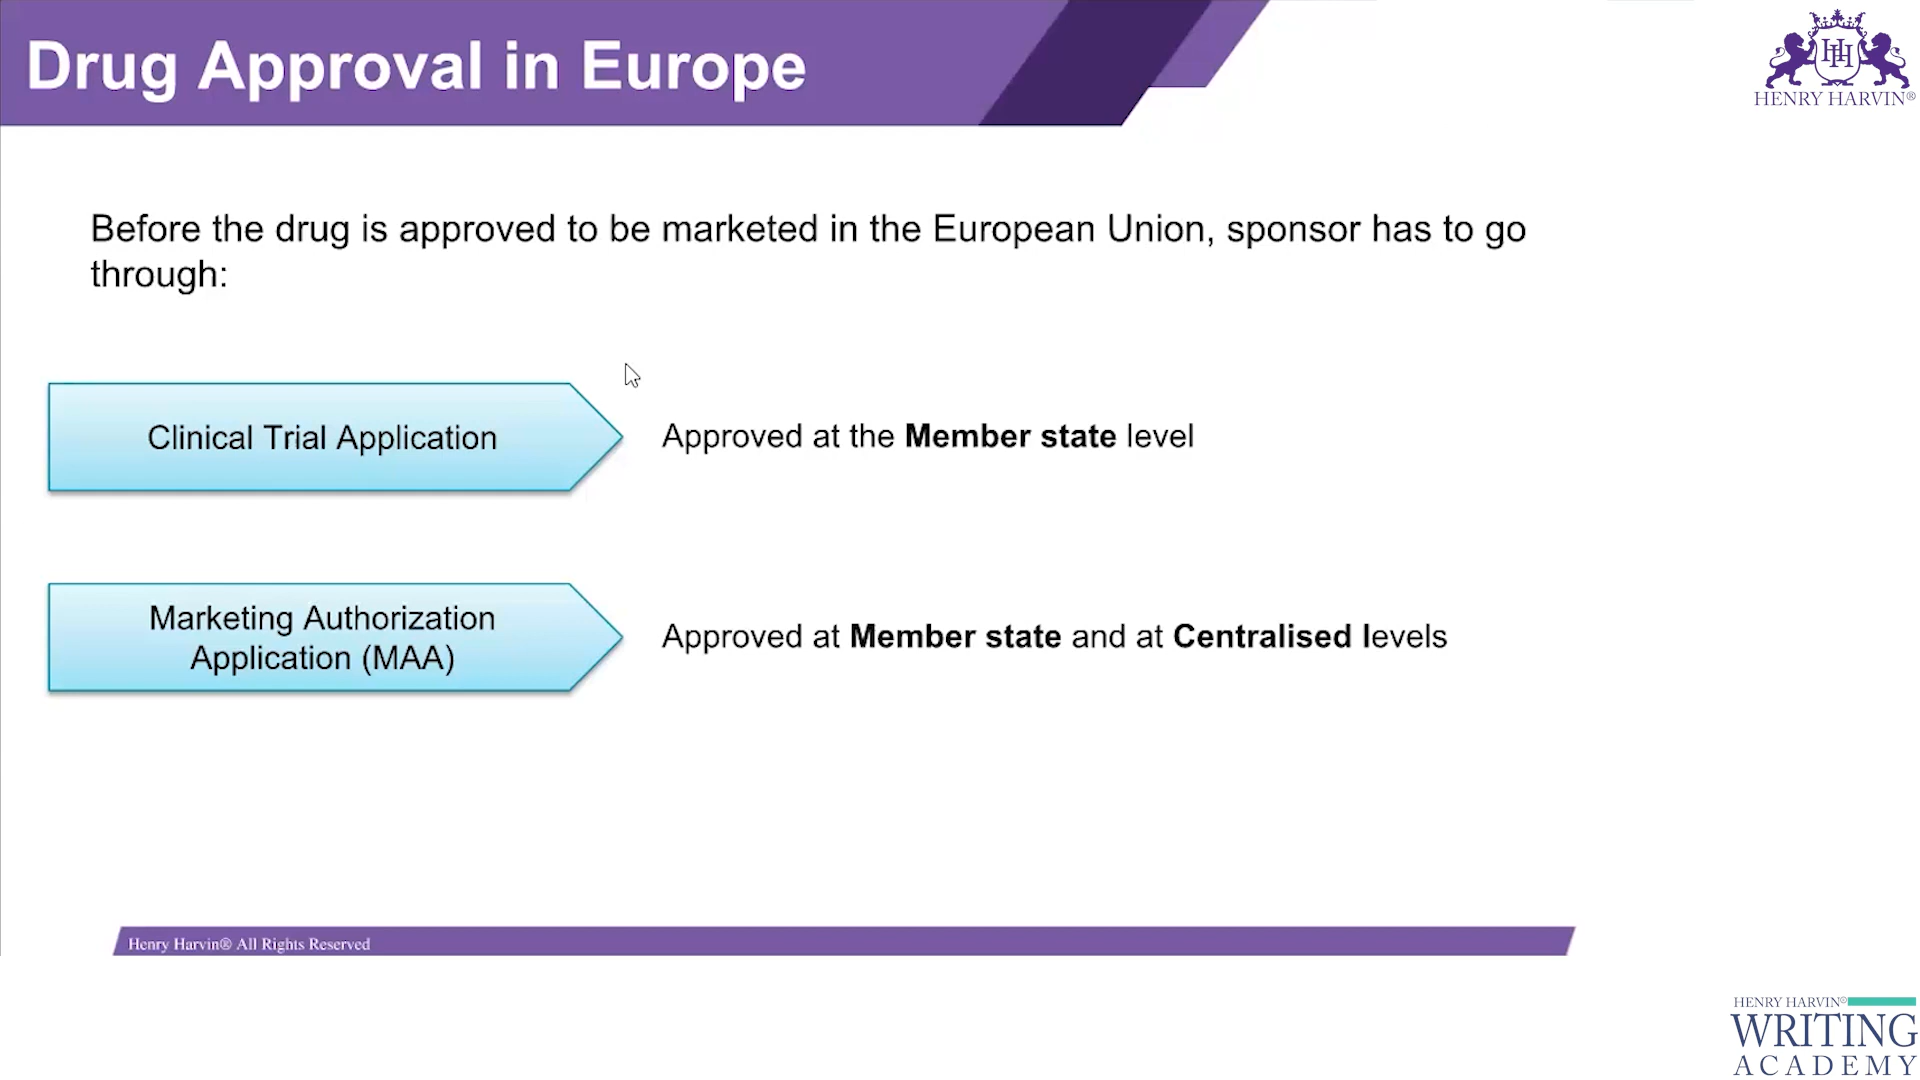 Drug Approval in Europe
HH
HENRY HARVIN®
Before the drug is approved to be marketed in the European Union, sponsor has to go
through:
Clinical Trial Application
Approved at the Member state level
Marketing Authorization
Application (MAA)
Approved at Member state and at Centralised levels
Henry Harvin® All Rights Reserved
HENRY HARVIN®
WRITING
ACADEMY